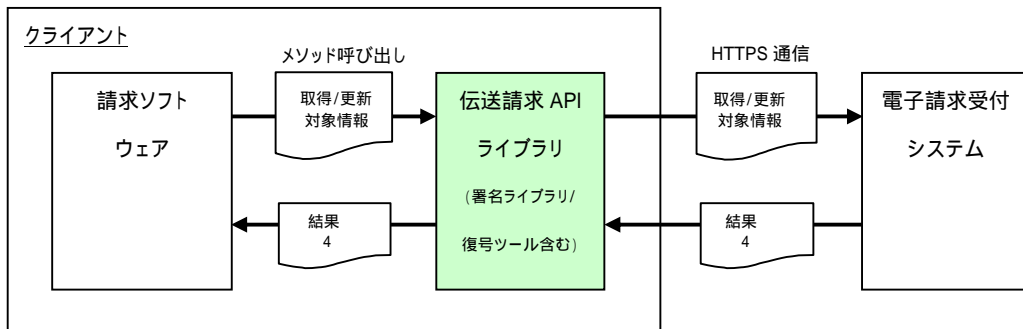 クライアント
メソッド呼び出し
HTTPS 通信
請求ソフト
ウェア
取得/更新
対象情報
伝送請求 API
ライブラリ
(署名ライブラリ/
復号ツール含む)
取得/更新
対象情報
電子請求受付
システム
結果
4
結果
4